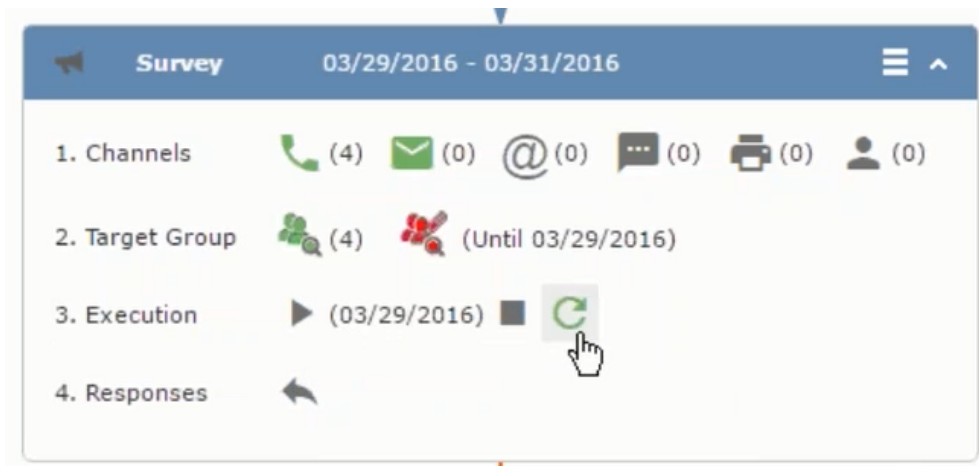 Survey 03/29/2016 - 03/31/2016
1. Channels (4) (0) @ (0) (0) (0) (0)
2. Target Group (4) (Until 03/29/2016)
3. Execution (03/29/2016)
4. Responses